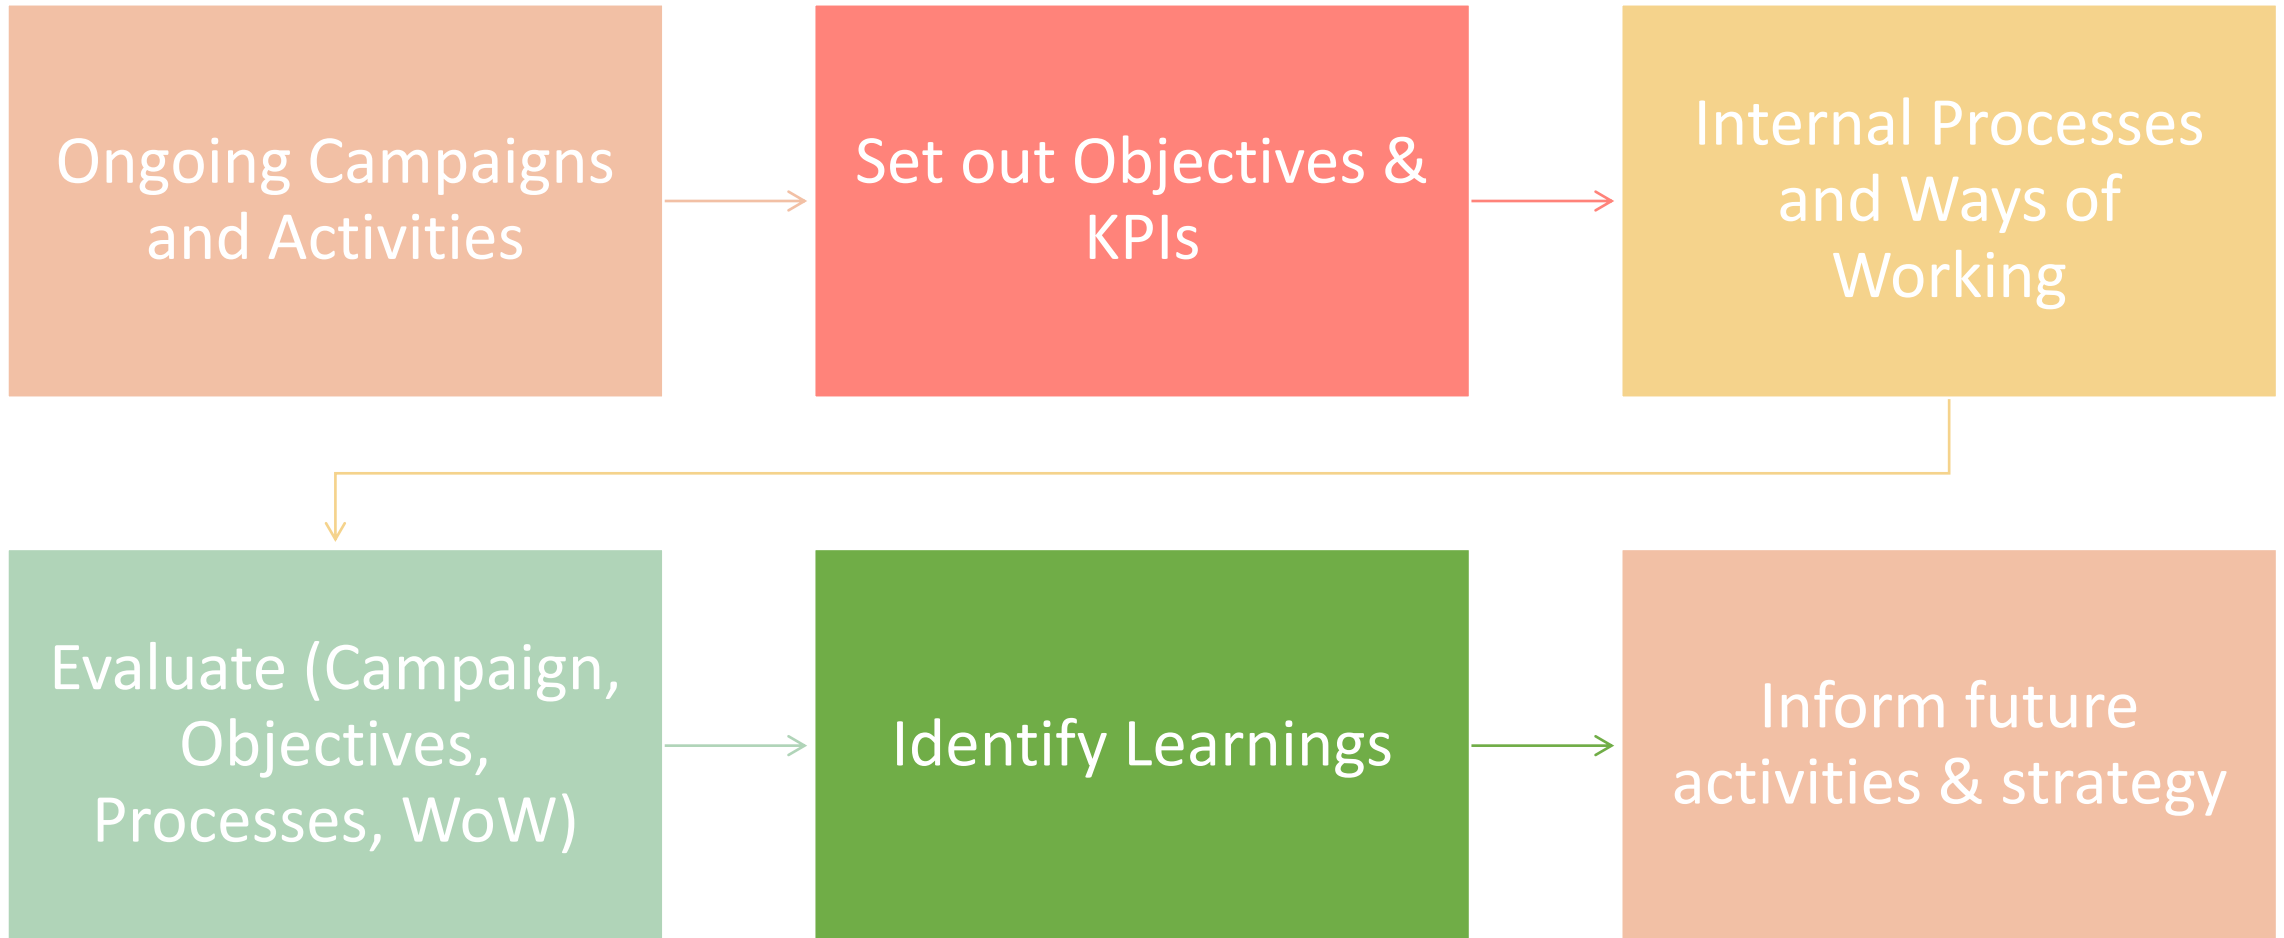 Ongoing Campaigns
and Activities
Set out Objectives &
KPIs
Internal Processes
and Ways of
Working
Evaluate (Campaign,
Objectives,
Processes, WoW)
Identify Learnings
Inform future
activities & strategy